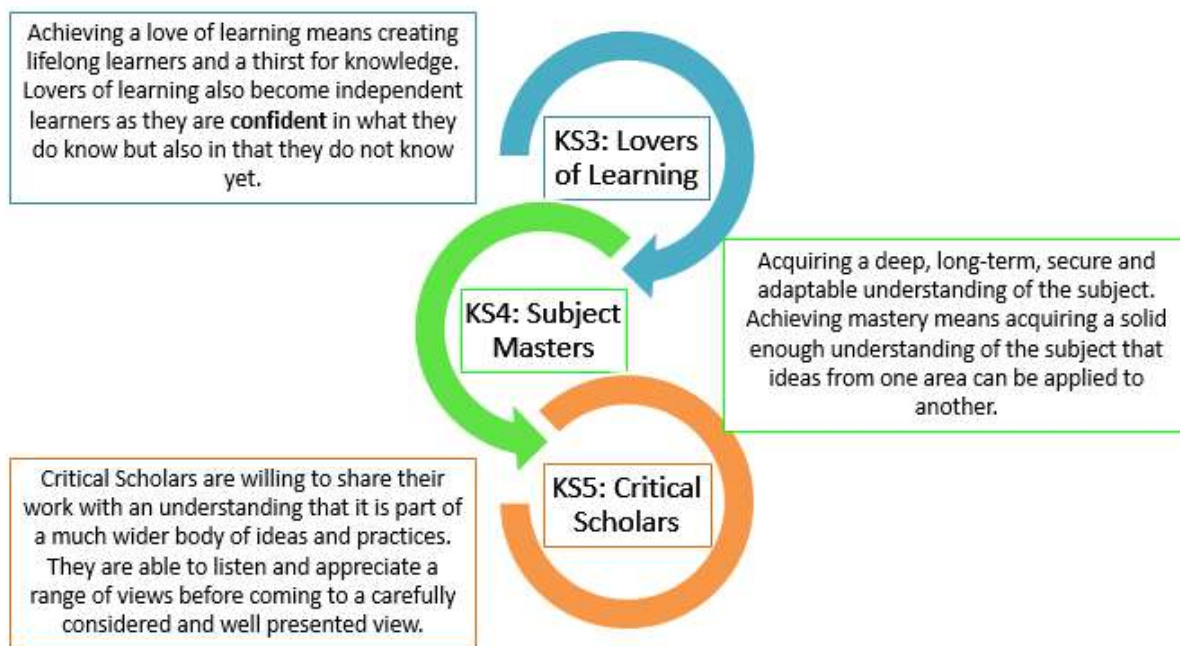 Achieving a love of learning means creating
lifelong learners and a thirst for knowledge.
Lovers of learning also become independent
learners as they are confident in what they
do know but also in that they do not know
yet.
KS3: Lovers
of Learning
KS4: Subject
Masters
Acquiring a deep, long-term, secure and
adaptable understanding of the subject.
Achieving mastery means acquiring a solid
enough understanding of the subject that
ideas from one area can be applied to
another.
KS5: Critical
Scholars
Critical Scholars are willing to share their
work with an understanding that it is part of
a much wider body of ideas and practices.
They are able to listen and appreciate a
range of views before coming to a carefully
considered and well presented view.